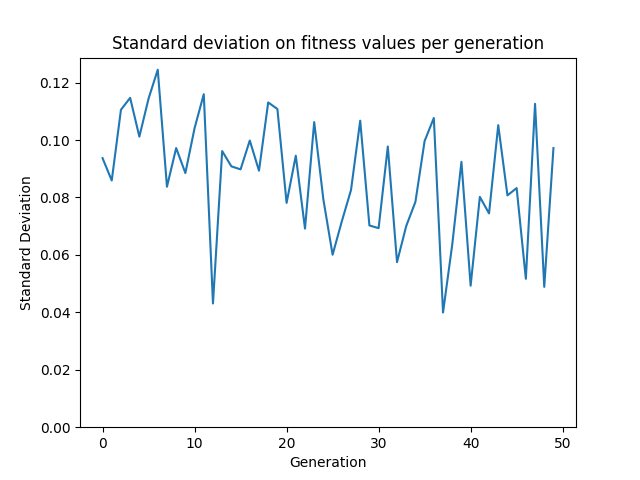 Standard deviation on fitness values per generation
0.12
0.10
0.08
0.06
0.04
0.02
0.00
Standard Deviation
0 10 20 30 40 50
Generation